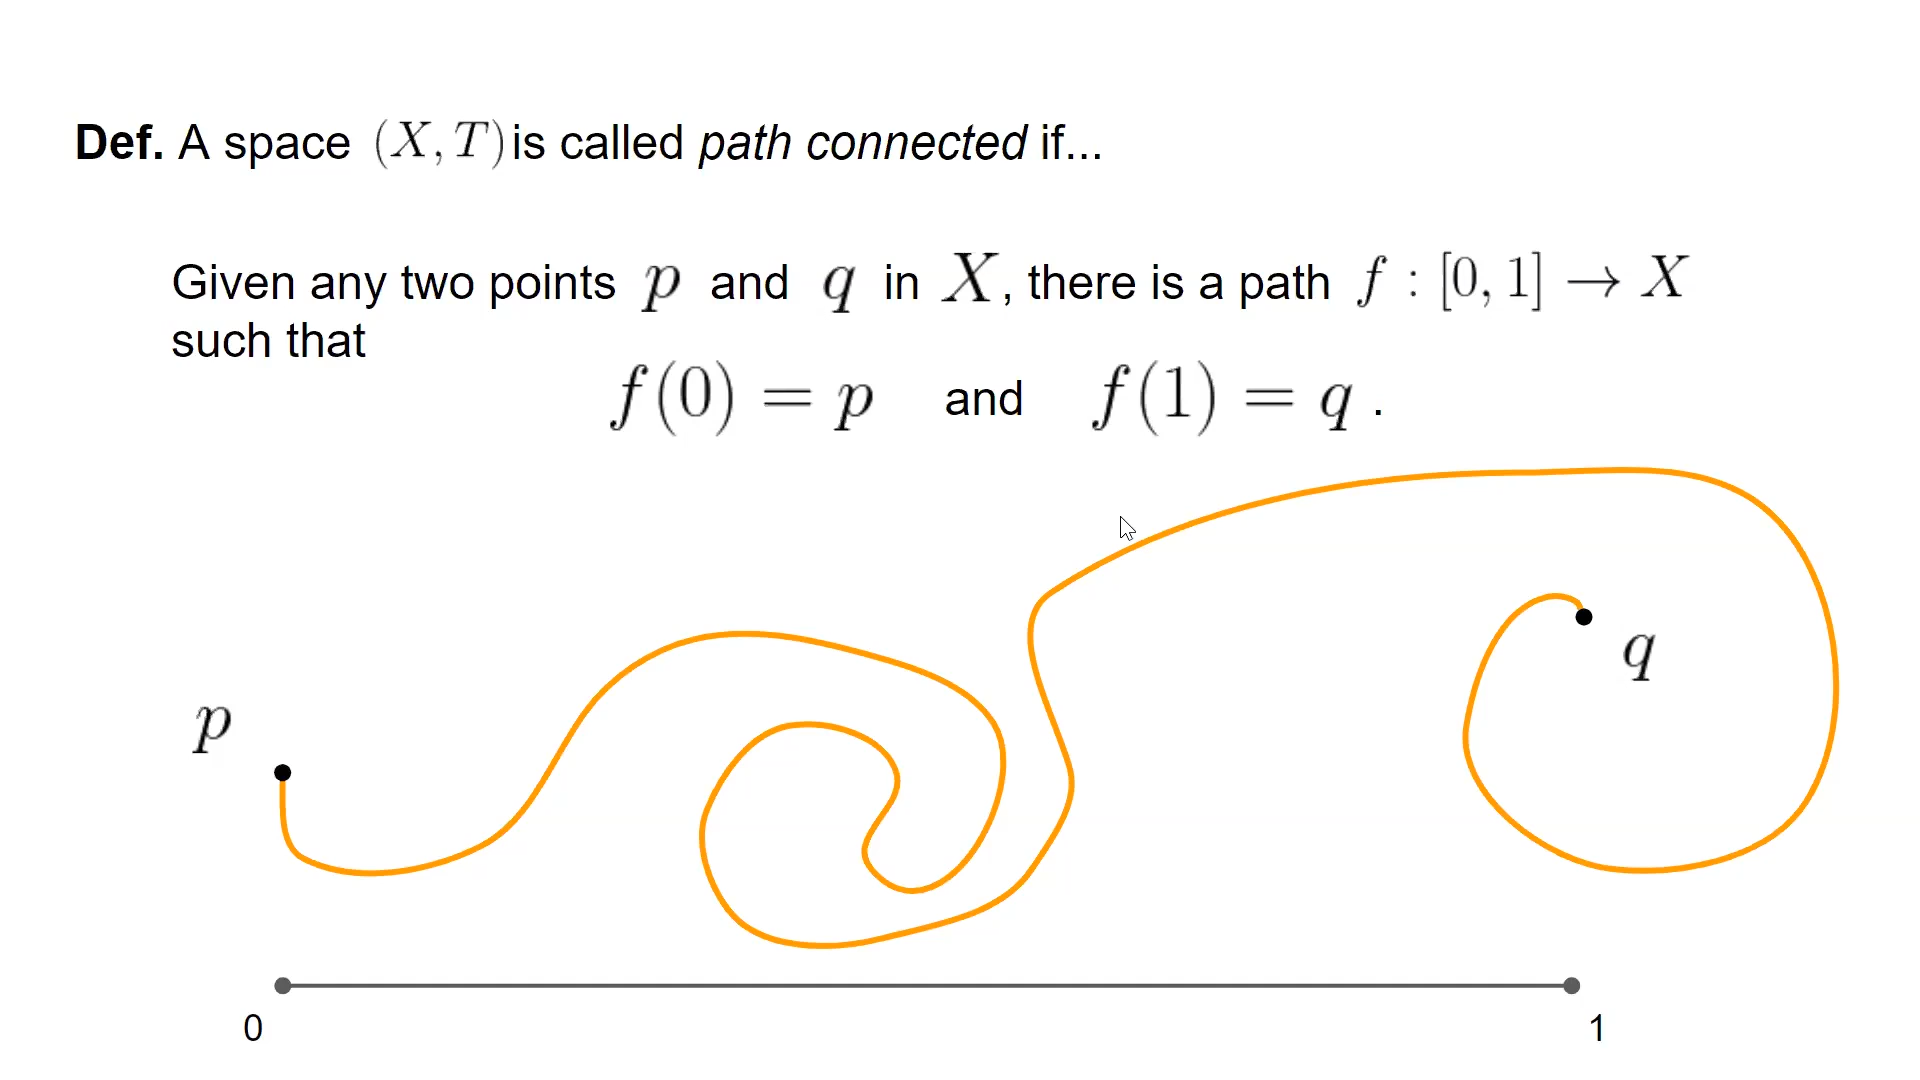 Def. A space (X, T) is called path connected if...
Given any two points p and q in X, there is a path f : [0, 1] → X
such that
f(0) = p and f(1) = q .
q
p
0 1